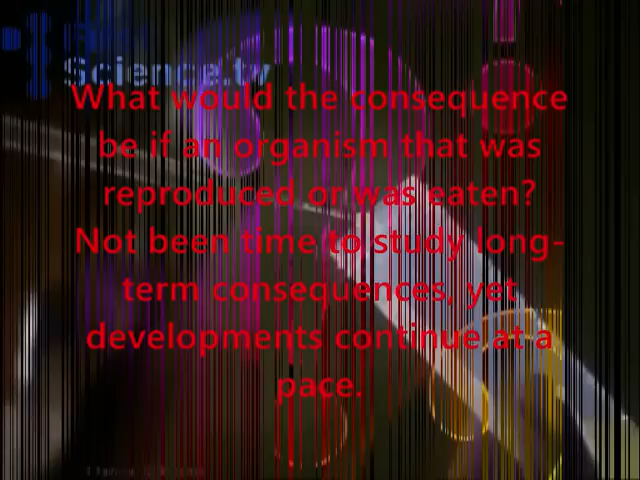 Science.tv
What would the consequence
be if an organism that was
reproduced or was eaten?
Not been time to study long-
term consequences, yet
developments continue at a
pace.